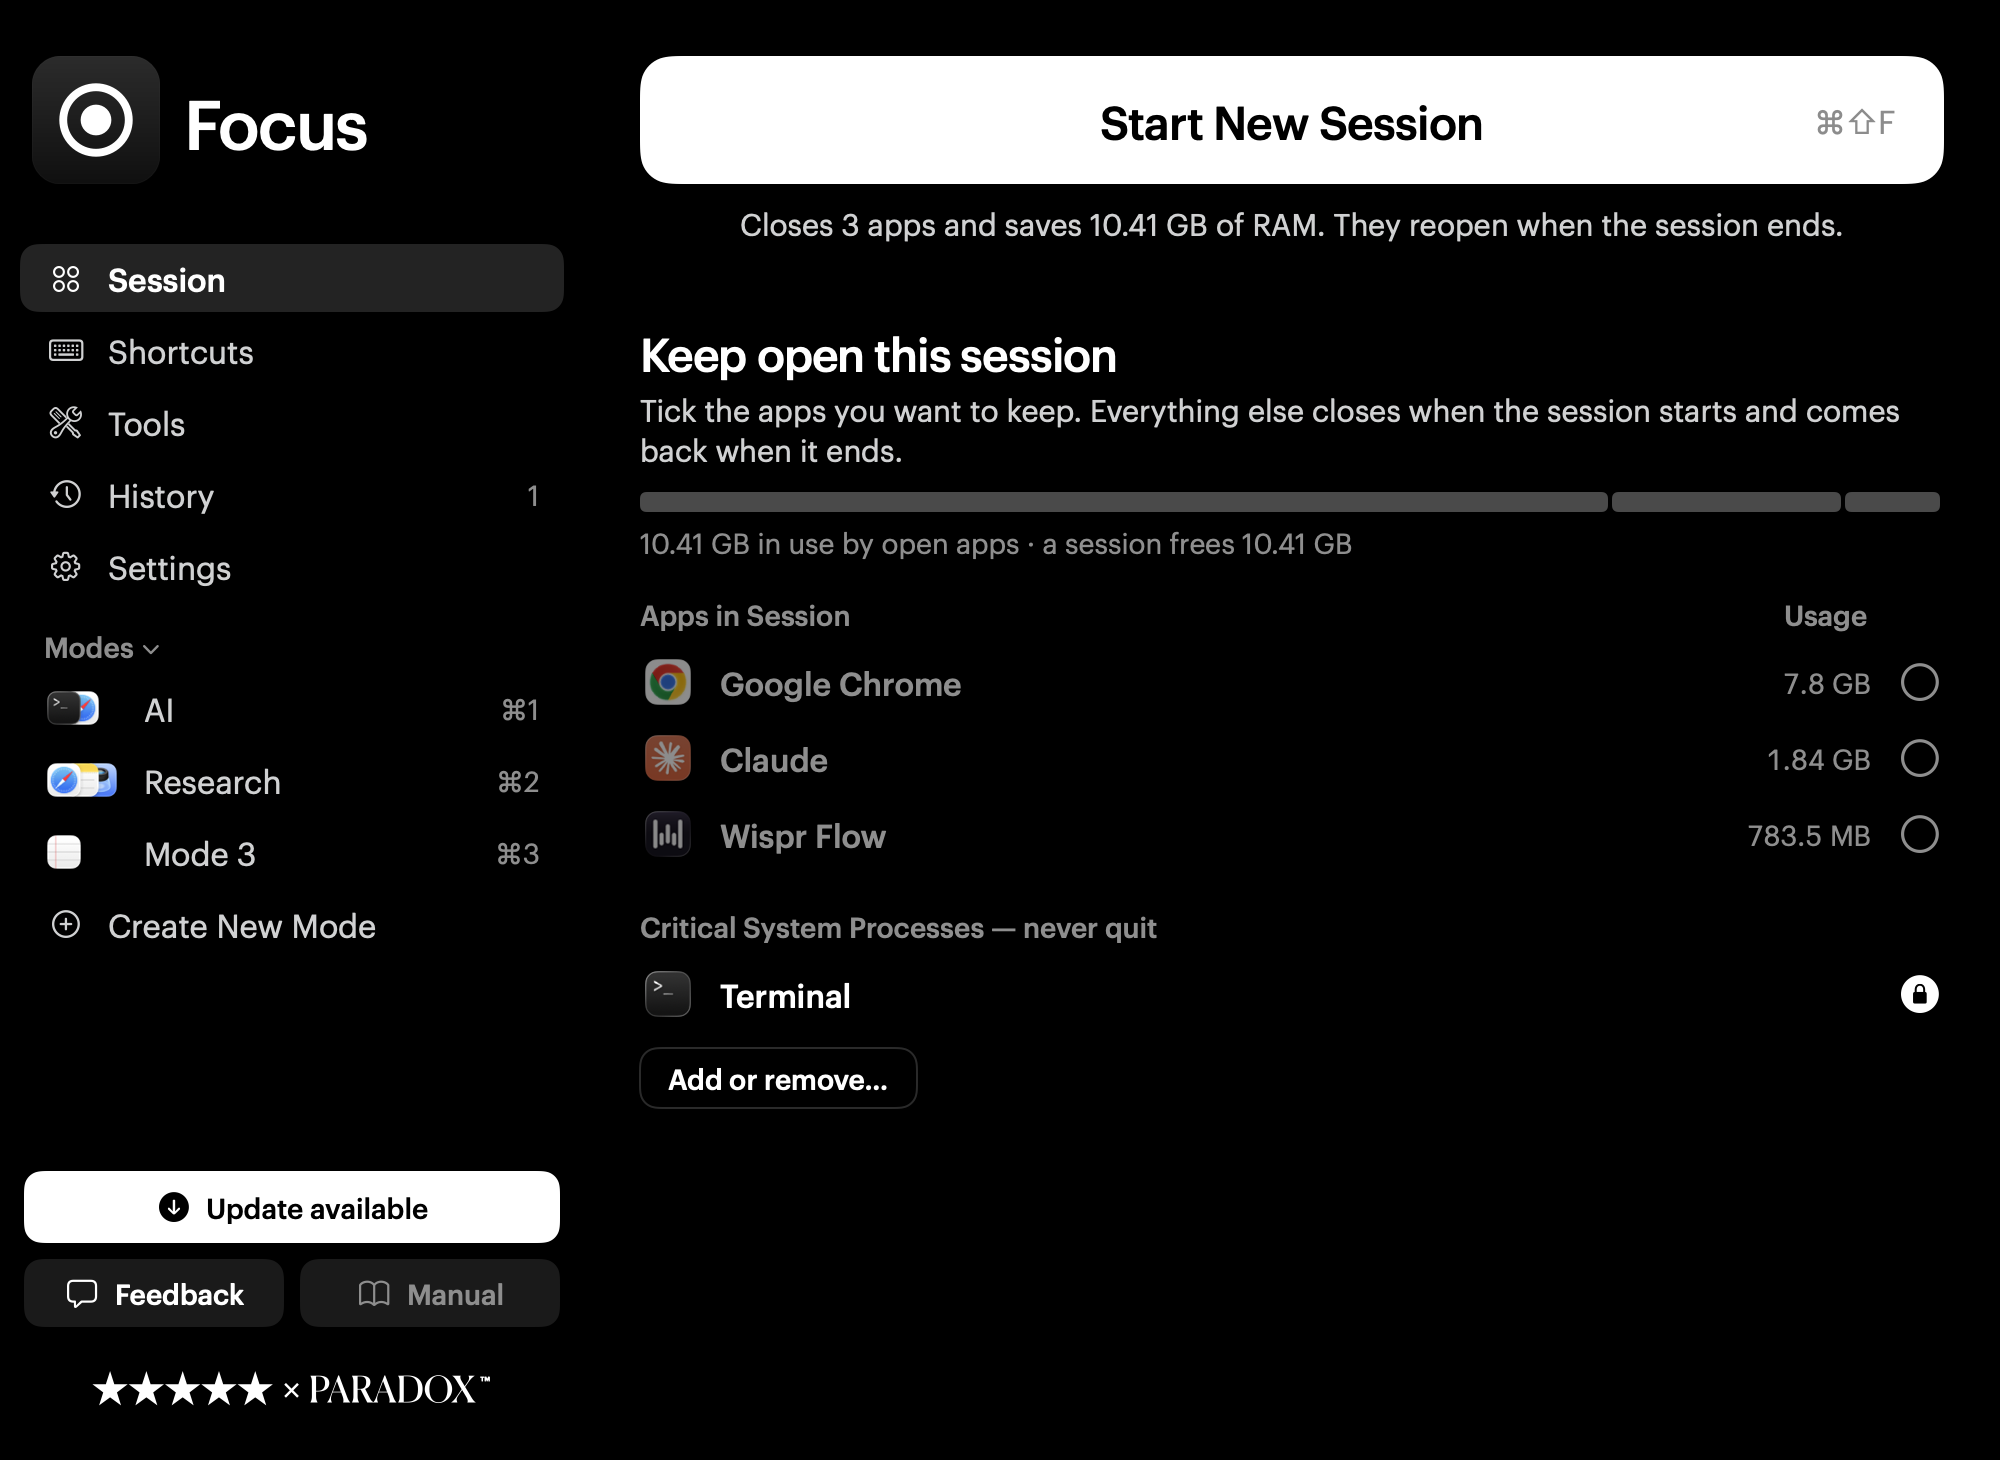 Focus
Session
Shortcuts
Tools
History 1
Settings
Modes
AI ⌘1
Research ⌘2
Mode 3 ⌘3
Create New Mode
Update available
Feedback
Manual
★★★★★ × PARADOX™
Start New Session ⌘⇧F
Closes 3 apps and saves 10.41 GB of RAM. They reopen when the session ends.
Keep open this session
Tick the apps you want to keep. Everything else closes when the session starts and comes
back when it ends.
10.41 GB in use by open apps · a session frees 10.41 GB
Apps in Session Usage
Google Chrome 7.8 GB
Claude 1.84 GB
Wispr Flow 783.5 MB
Critical System Processes — never quit
>_ Terminal
Add or remove...